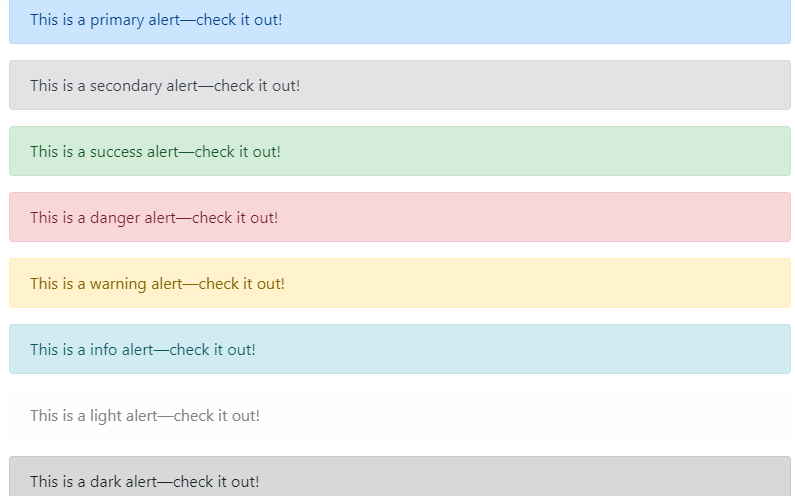 This is a primary alert—check it out!
This is a secondary alert—check it out!
This is a success alert—check it out!
This is a danger alert—check it out!
This is a warning alert—check it out!
This is a info alert—check it out!
This is a light alert—check it out!
This is a dark alert—check it out!